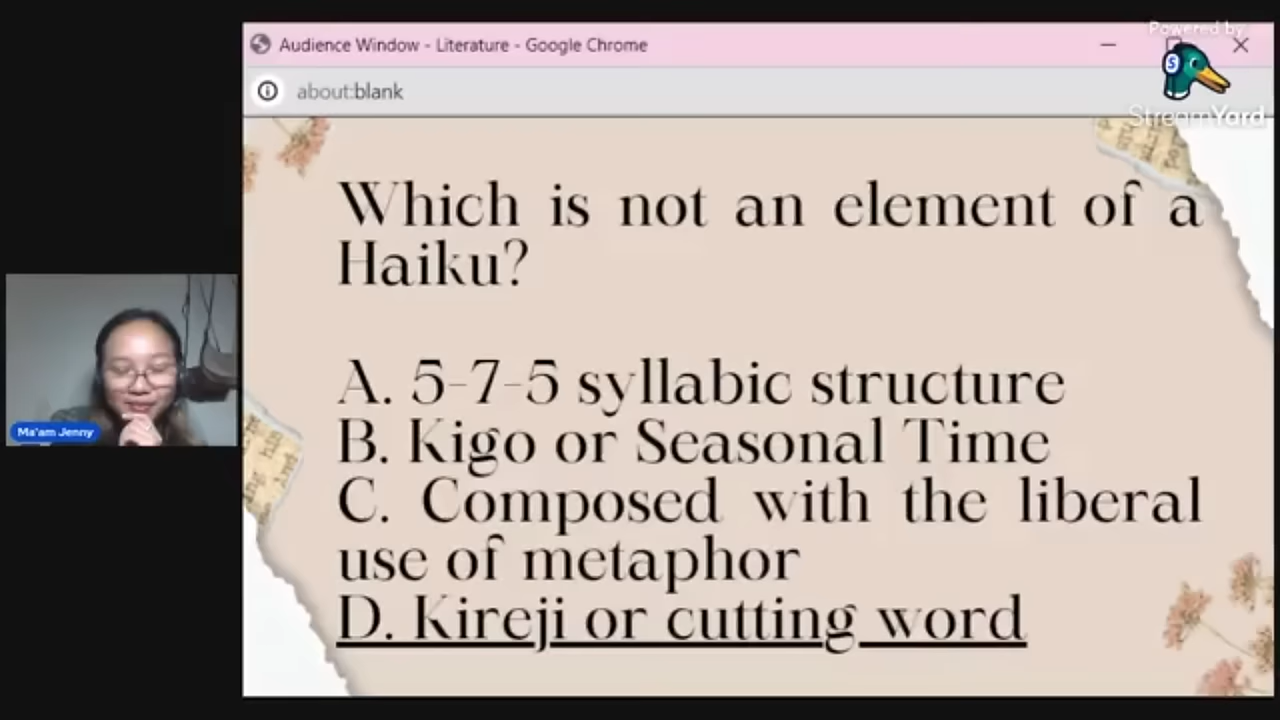 Audience Window - Literature - Google Chrome
about:blank
Powered by
StreamYard
Which is not an element of a
Haiku?
A. 5-7-5 syllabic structure
B. Kigo or Seasonal Time
C. Composed with the liberal
use of metaphor
D. Kireji or cutting word
Ma'am Jenny